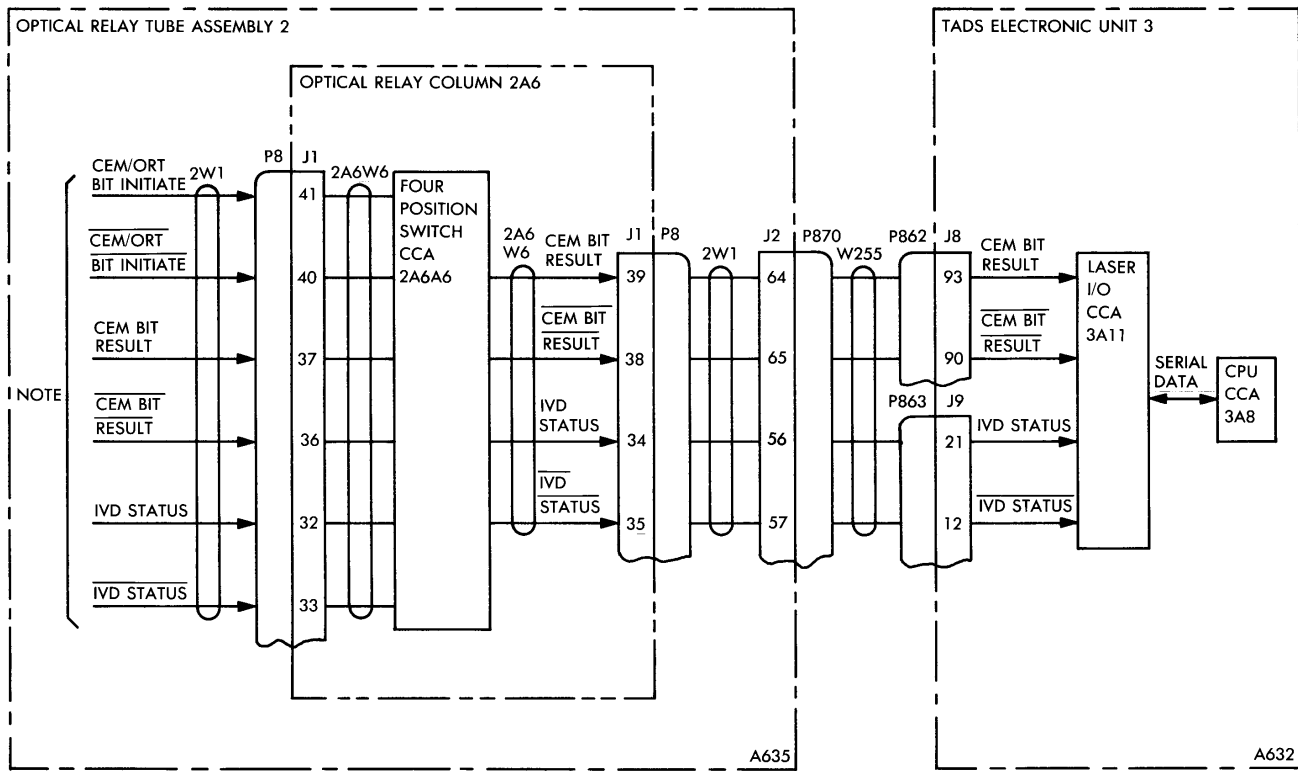 OPTICAL RELAY TUBE ASSEMBLY 2
TADS ELECTRONIC UNIT 3
OPTICAL RELAY COLUMN 2A6
NOTE
CEM/ORT
BIT INITIATE
CEM/ORT
BIT INITIATE
CEM BIT
RESULT
CEM BIT
RESULT
IVD STATUS
IVD STATUS
2W1
P8
J1
41
40
37
36
32
33
2A6W6
FOUR
POSITION
SWITCH
CCA
2A6A6
2A6
W6
CEM BIT
RESULT
CEM BIT
RESULT
IVD
STATUS
IVD
STATUS
J1
P8
39
38
34
35
2W1
J2
P870
64
65
56
57
W255
P862
J8
93
90
P863
J9
21
12
CEM BIT
RESULT
CEM BIT
RESULT
IVD STATUS
IVD STATUS
LASER
I/O
CCA
3A11
SERIAL
DATA
CPU
CCA
3A8
A635
A632